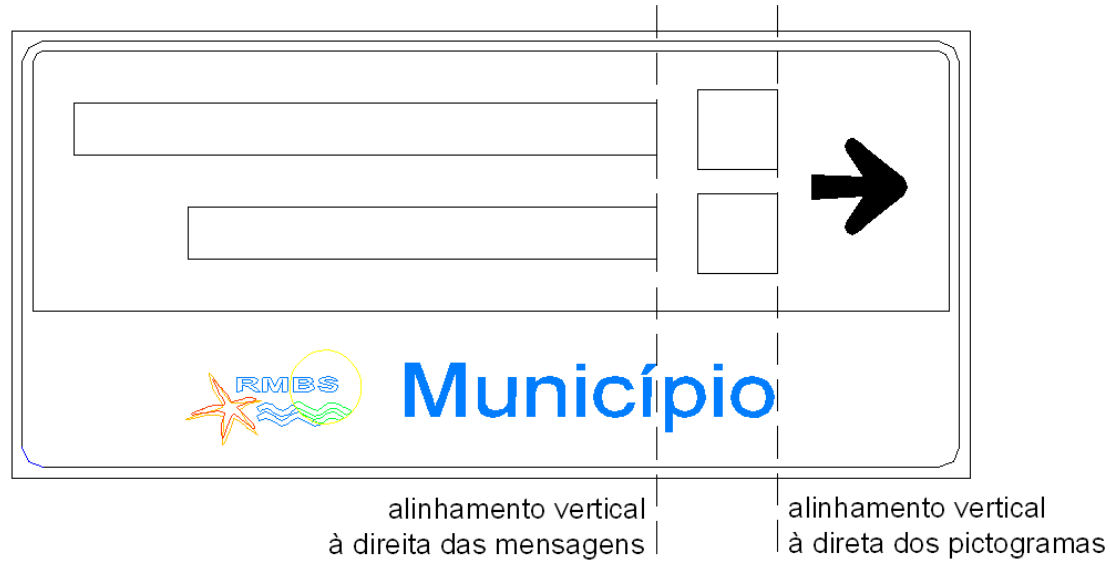 RMBS
Município
alinhamento vertical
à direita das mensagens
alinhamento vertical
à direta dos pictogramas